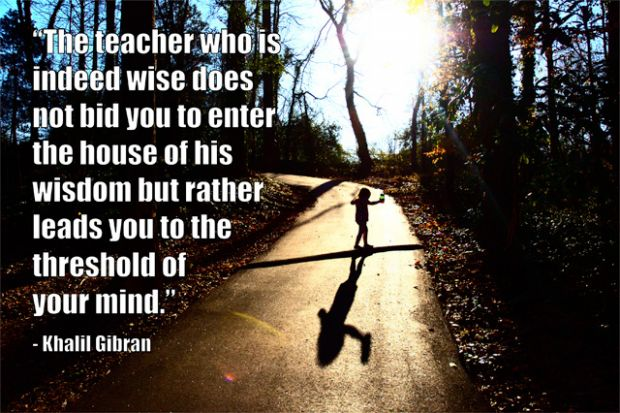 “The teacher who is
indeed wise does
not bid you to enter
the house of his
wisdom but rather
leads you to the
threshold of
your mind.”
- Khalil Gibran